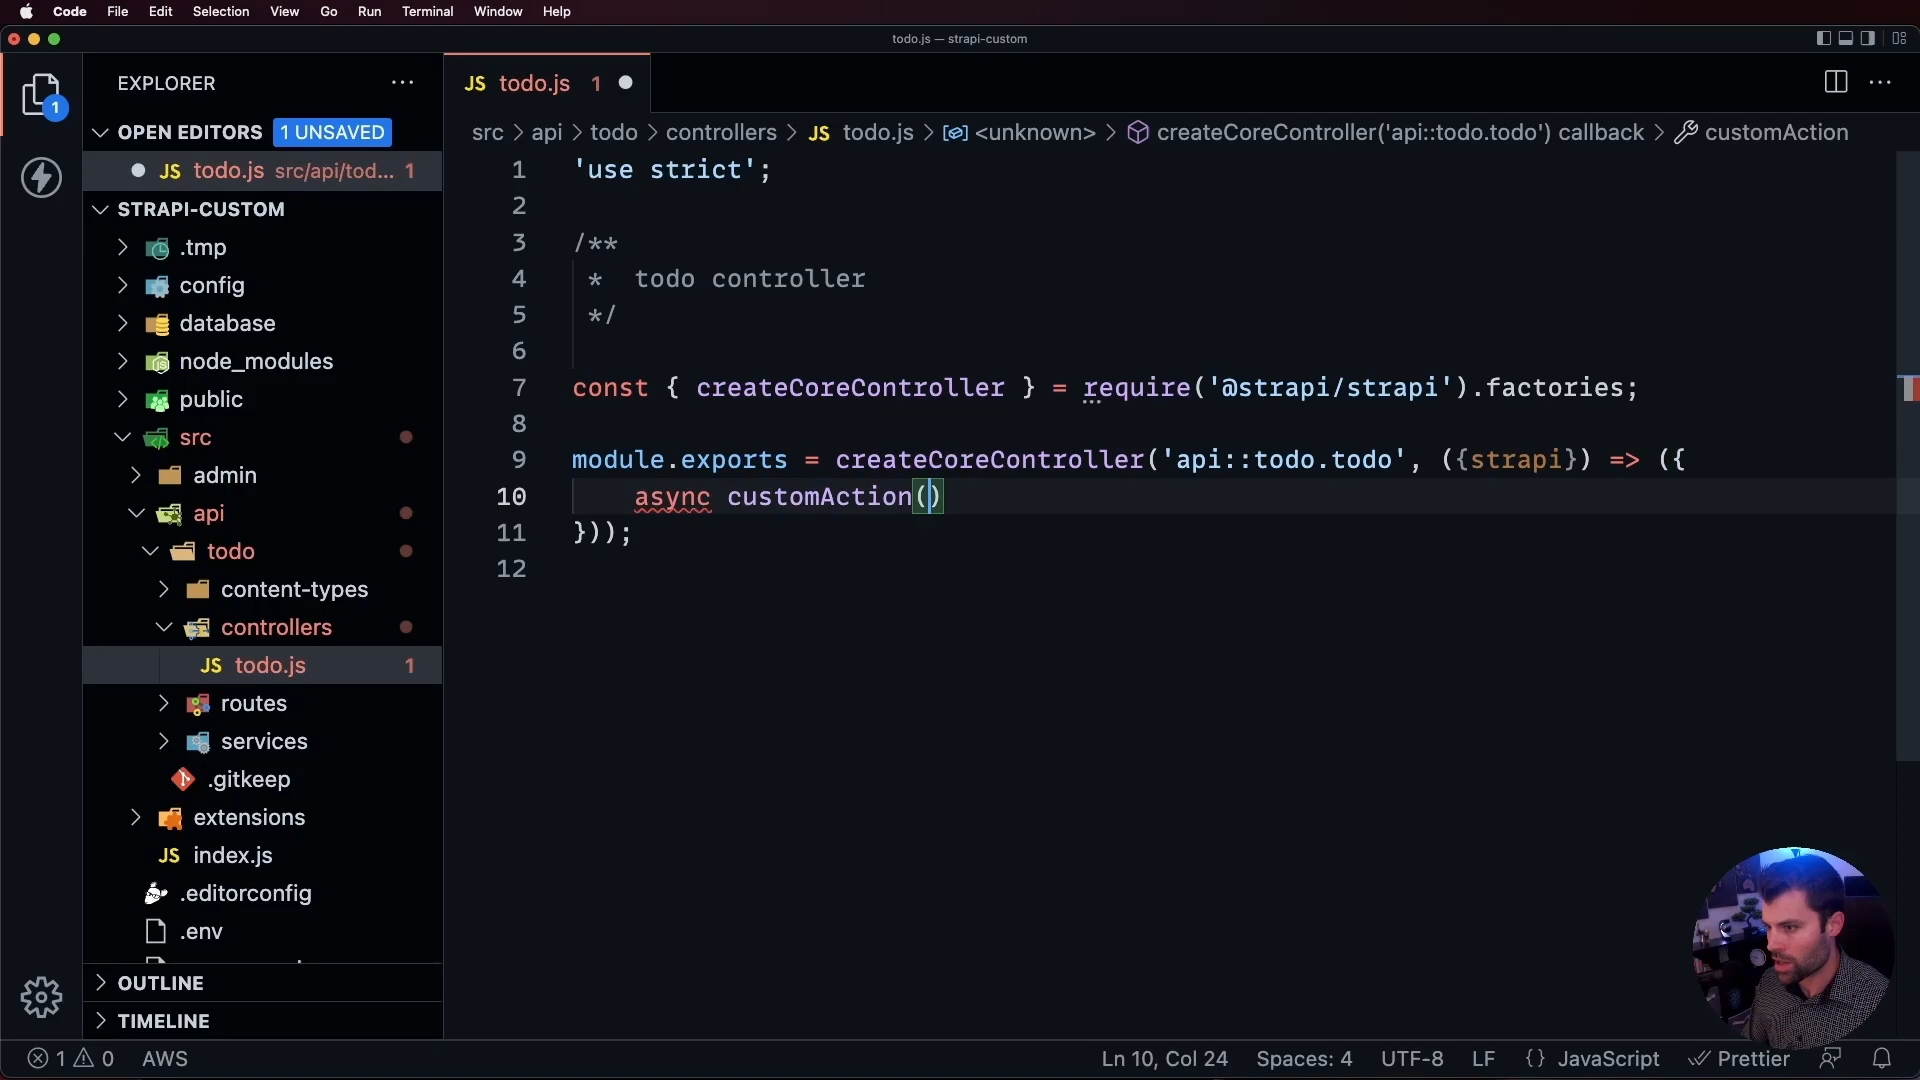 Code File Edit Selection View Go Run Terminal Window Help
todo.js — strapi-custom
EXPLORER
JS todo.js 1
1
OPEN EDITORS 1 UNSAVED
src > api > todo > controllers > JS todo.js > <unknown> > createCoreController('api::todo.todo') callback > customAction
JS todo.js src/api/tod... 1
STRAPI-CUSTOM
.tmp
config
database
node_modules
public
src
admin
api
todo
content-types
controllers
JS todo.js 1
routes
services
.gitkeep
extensions
JS index.js
.editorconfig
.env
OUTLINE
TIMELINE
1 'use strict';
2
3 /**
4 * todo controller
5 */
6
7 const { createCoreController } = require('@strapi/strapi').factories;
8
9 module.exports = createCoreController('api::todo.todo', ({strapi}) => ({
10 async customAction()
11 }));
12
1 0 AWS
Ln 10, Col 24 Spaces: 4 UTF-8 LF {} JavaScript Prettier